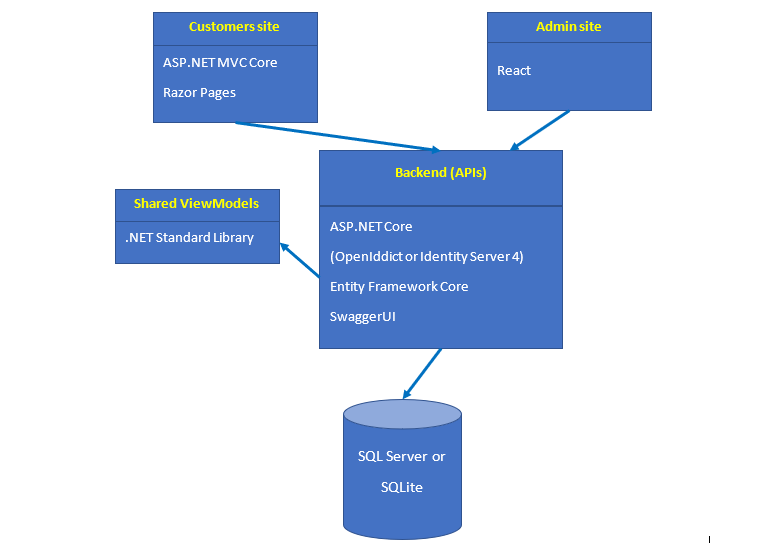 Customers site
ASP.NET MVC Core
Razor Pages
Admin site
React
Backend (APIs)
ASP.NET Core
(OpenIddict or Identity Server 4)
Entity Framework Core
SwaggerUI
Shared ViewModels
.NET Standard Library
SQL Server or
SQLite